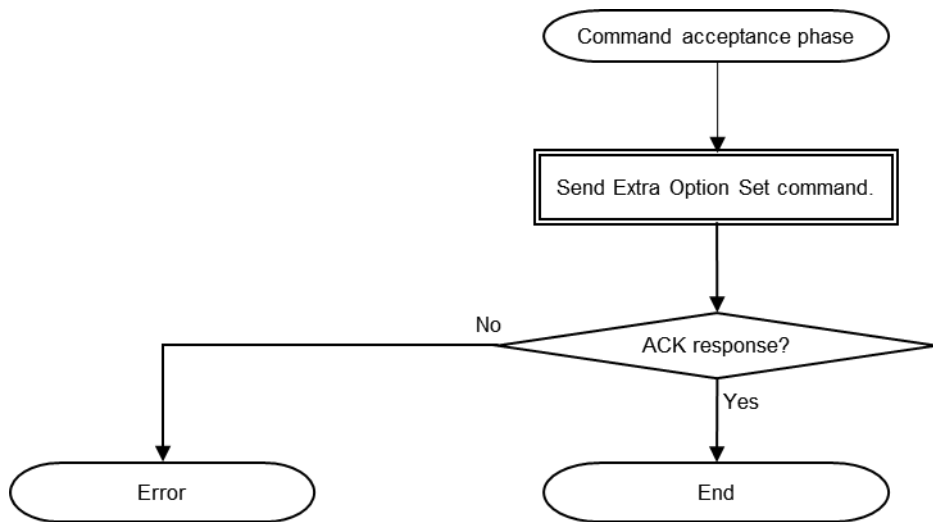 Command acceptance phase
Send Extra Option Set command.
No
ACK response?
Yes
Error
End